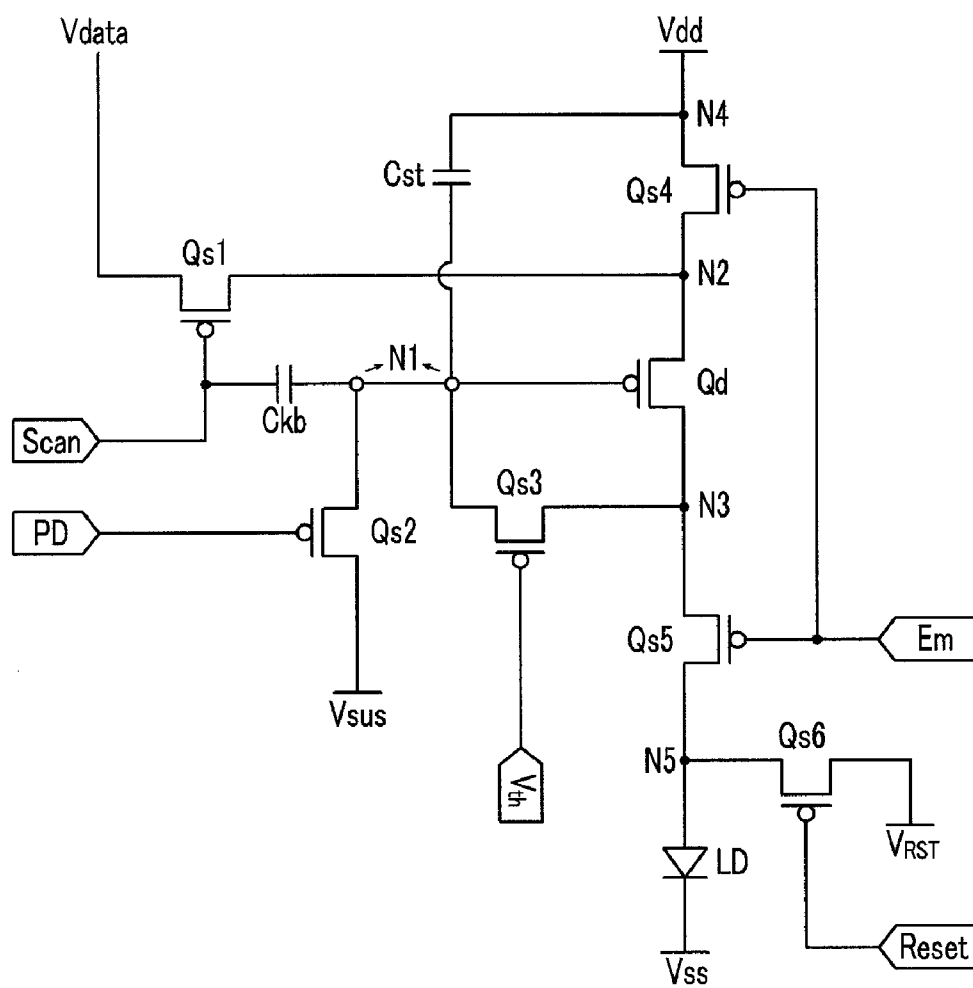 Vdata
Vdd
N4
Cst
Qs4
Qs1
N2
N1
Qd
Ckb
Scan
Qs3
N3
PD
Qs2
Qs5
Em
Vsus
Qs6
N5
Vth
VRST
LD
Reset
Vss